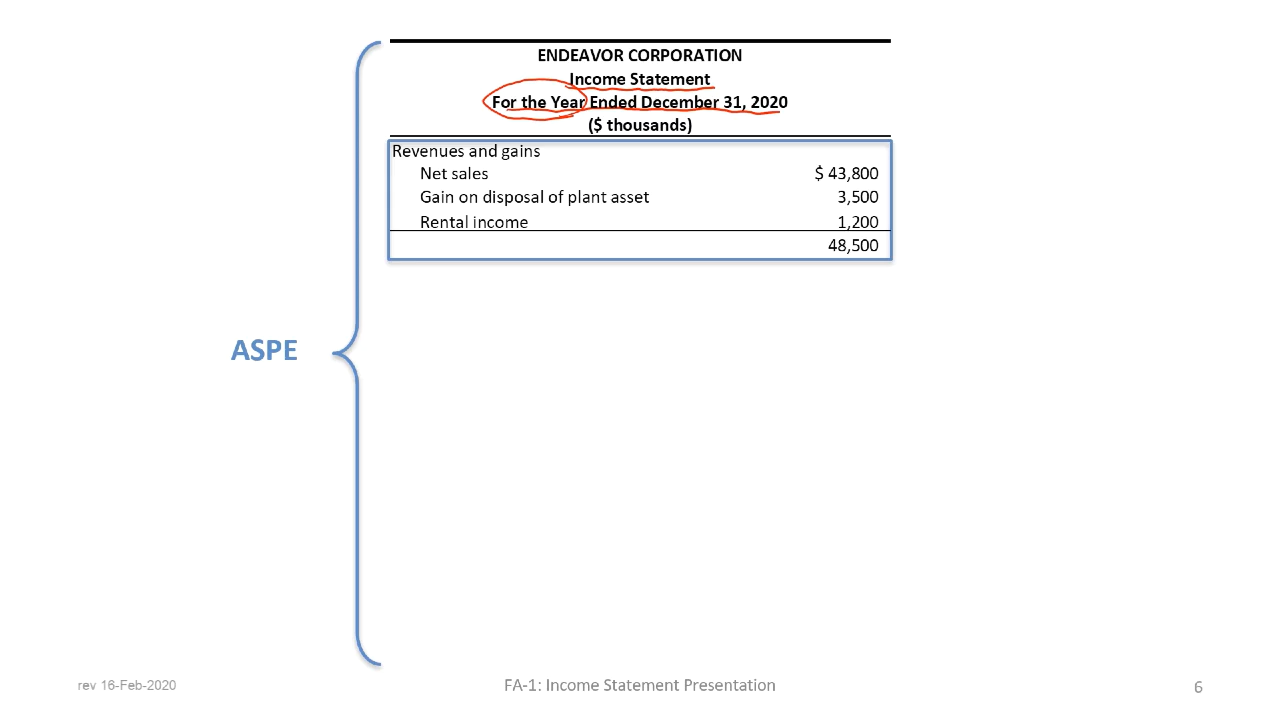 ENDEAVOR CORPORATION
Income Statement
For the Year Ended December 31, 2020
($ thousands)
Revenues and gains
Net sales $ 43,800
Gain on disposal of plant asset 3,500
Rental income 1,200
48,500
ASPE
rev 16-Feb-2020 FA-1: Income Statement Presentation 6